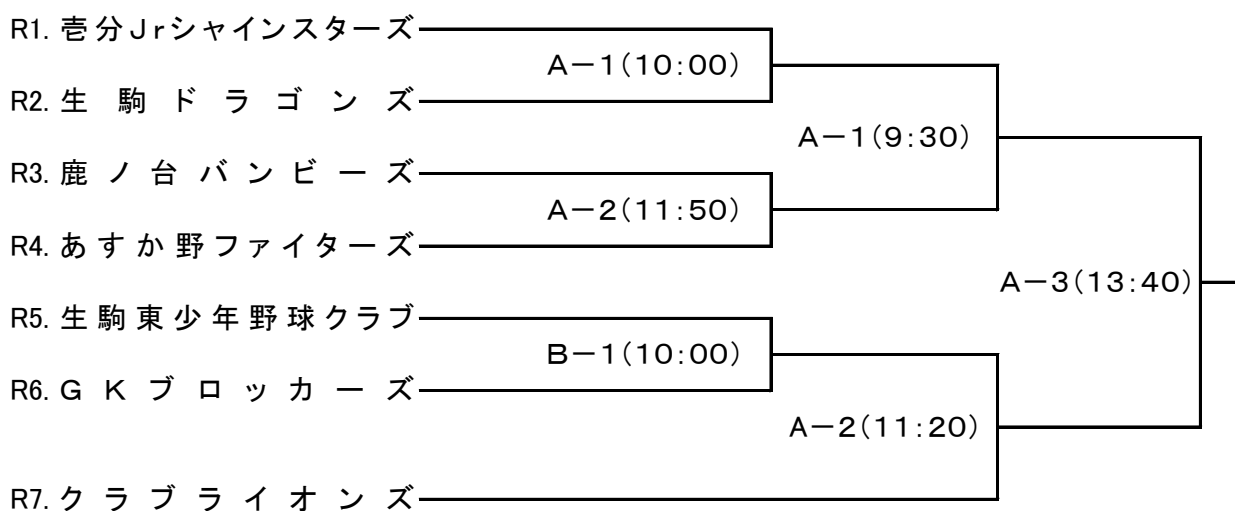 R1. 壱分Jrシャインスターズ
A－1(10:00)
R2. 生駒ドラゴンズ
A－1(9:30)
R3. 鹿ノ台バンビーズ
A－2(11:50)
R4. あすか野ファイターズ
A－3(13:40)
R5. 生駒東少年野球クラブ
B－1(10:00)
R6. GKブロッカーズ
A－2(11:20)
R7. クラブライオンズ